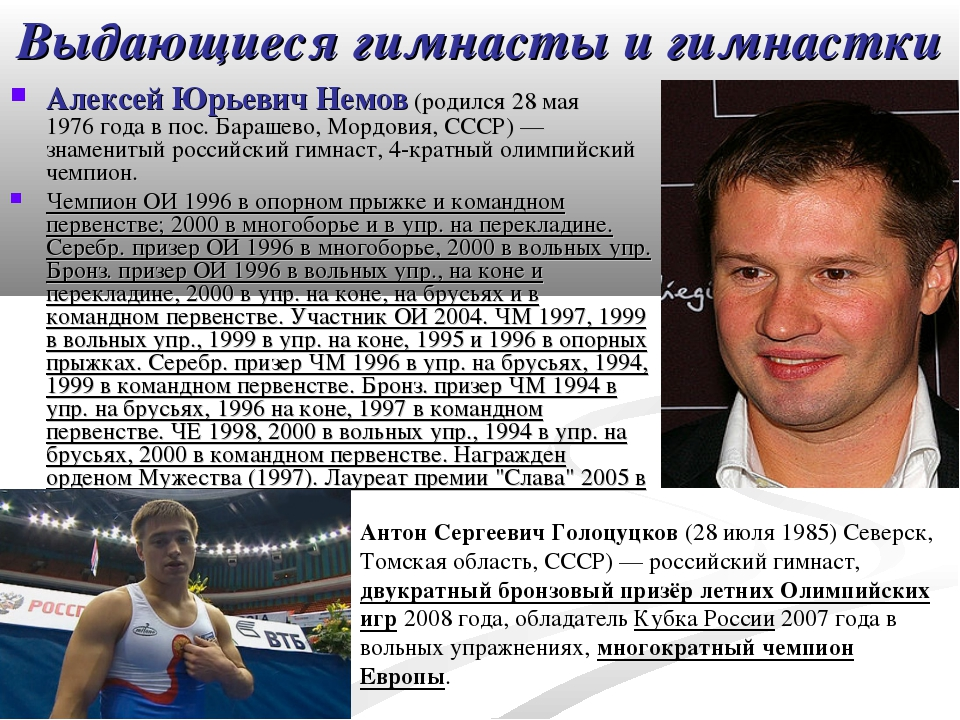 Выдающиеся гимнасты и гимнастки
Алексей Юрьевич Немов (родился 28 мая
1976 года в пос. Барашево, Мордовия, СССР) —
знаменитый российский гимнаст, 4-кратный олимпийский
чемпион.
Чемпион ОИ 1996 в опорном прыжке и командном
первенстве; 2000 в многоборье и в упр. на перекладине.
Серебр. призер ОИ 1996 в многоборье, 2000 в вольных упр.
Бронз. призер ОИ 1996 в вольных упр., на коне и
перекладине, 2000 в упр. на коне, на брусьях и в
командном первенстве. Участник ОИ 2004. ЧМ 1997, 1999
в вольных упр., 1999 в упр. на коне, 1995 и 1996 в опорных
прыжках. Серебр. призер ЧМ 1996 в упр. на брусьях, 1994,
1999 в командном первенстве. Бронз. призер ЧМ 1994 в
упр. на брусьях, 1996 на коне, 1997 в командном
первенстве. ЧЕ 1998, 2000 в вольных упр., 1994 в упр. на
брусьях, 2000 в командном первенстве. Награжден
орденом Мужества (1997). Лауреат премии "Слава" 2005 в
РОССИ
ВТБ
Антон Сергеевич Голоцуцков (28 июля 1985) Северск,
Томская область, СССР) — российский гимнаст,
двукратный бронзовый призёр летних Олимпийских
игр 2008 года, обладатель Кубка России 2007 года в
вольных упражнениях, многократный чемпион
Европы.